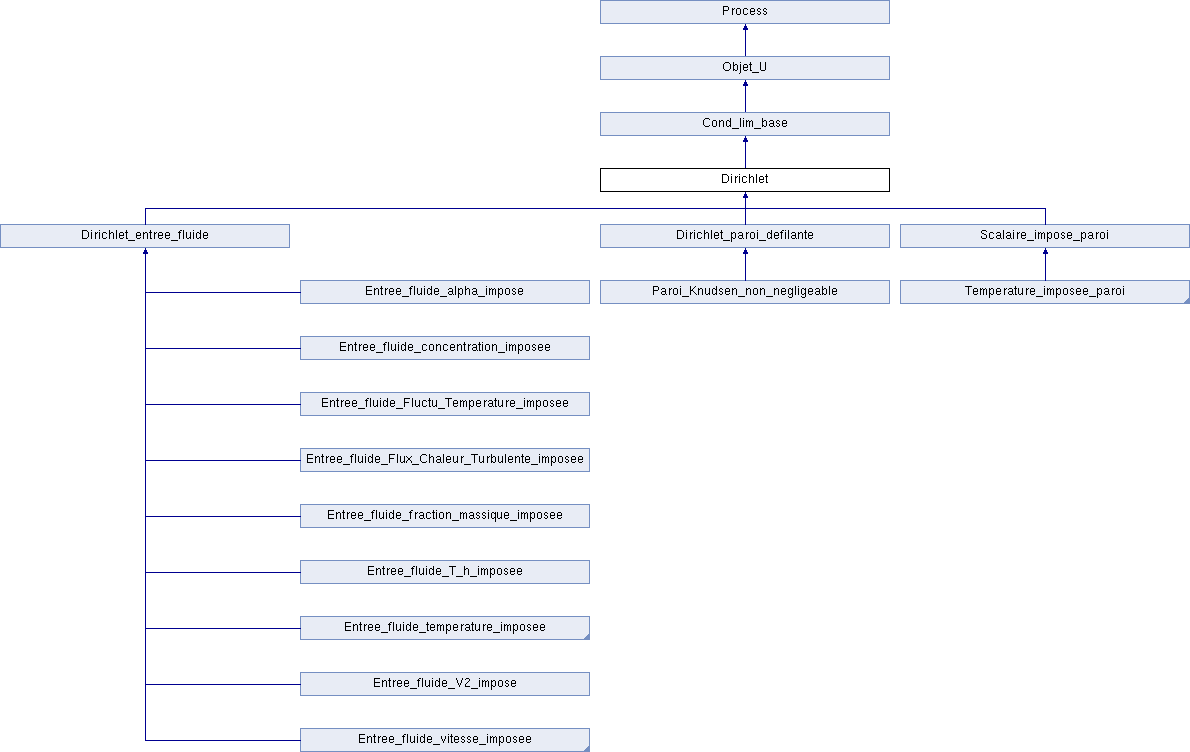 Process
Objet_U
Cond_lim_base
Dirichlet
Dirichlet_entree_fluide
Dirichlet_paroi_defilante
Scalaire_impose_paroi
Entree_fluide_alpha_impose
Paroi_Knudsen_non_negligeable
Temperature_imposee_paroi
Entree_fluide_concentration_imposee
Entree_fluide_Fluctu_Temperature_imposee
Entree_fluide_Flux_Chaleur_Turbulente_imposee
Entree_fluide_fraction_massique_imposee
Entree_fluide_T_h_imposee
Entree_fluide_temperature_imposee
Entree_fluide_V2_impose
Entree_fluide_vitesse_imposee